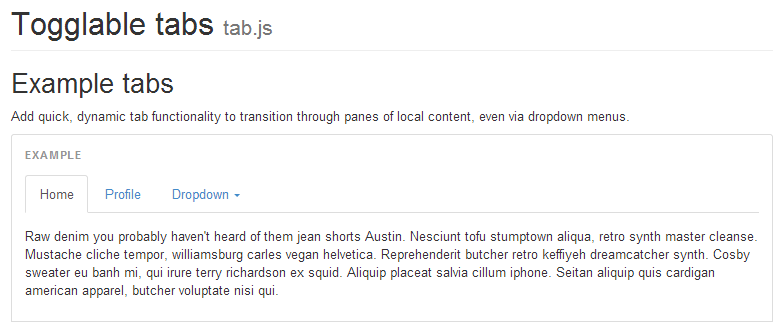 Togglable tabs tab.js
Example tabs
Add quick, dynamic tab functionality to transition through panes of local content, even via dropdown menus.
EXAMPLE
Home Profile Dropdown
Raw denim you probably haven't heard of them jean shorts Austin. Nesciunt tofu stumptown aliqua, retro synth master cleanse.
Mustache cliche tempor, williamsburg carles vegan helvetica. Reprehenderit butcher retro keffiyeh dreamcatcher synth. Cosby
sweater eu banh mi, qui irure terry richardson ex squid. Aliquip placeat salvia cillum iphone. Seitan aliquip quis cardigan
american apparel, butcher voluptate nisi qui.